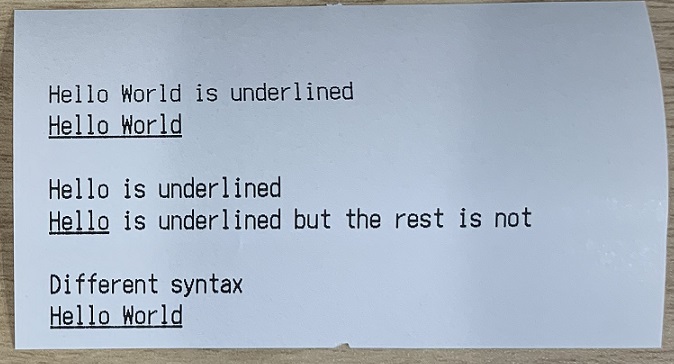 Hello World is underlined
Hello World
Hello is underlined
Hello is underlined but the rest is not
Different syntax
Hello World